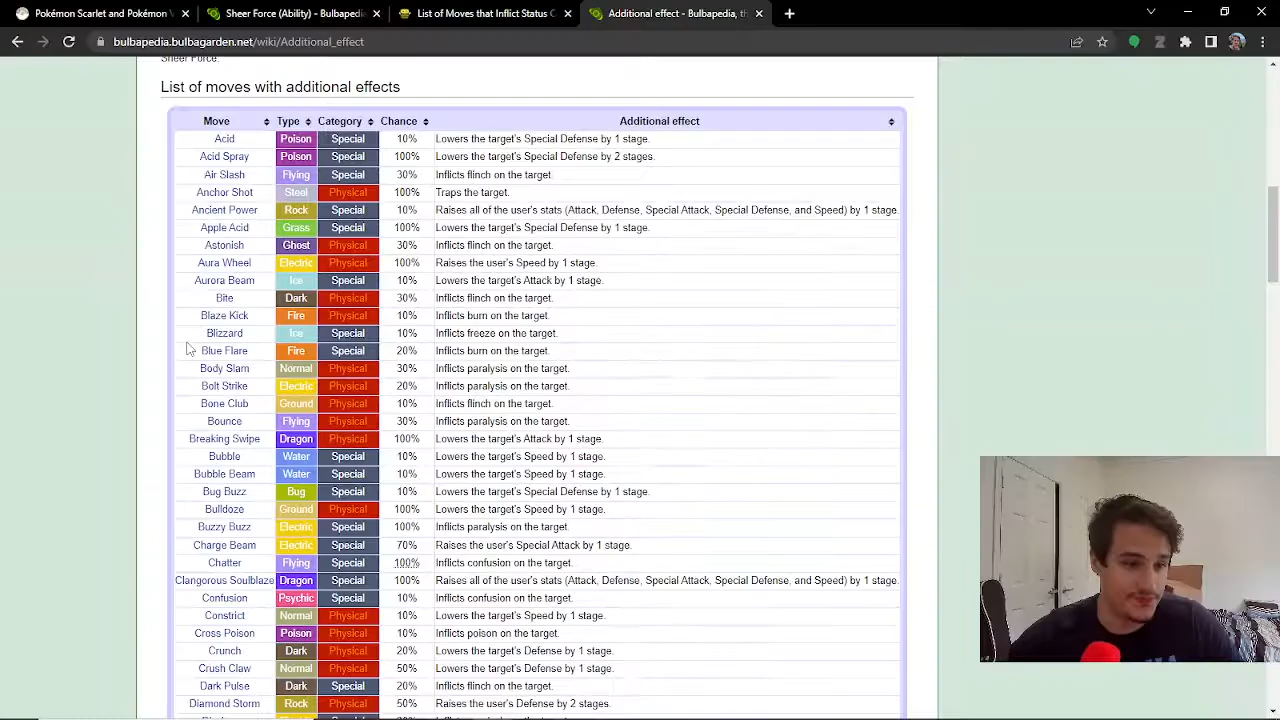 Pokémon Scarlet and Pokémon V
Sheer Force (Ability) - Bulbapedi
List of Moves that Inflict Status C
Additional effect - Bulbapedia, th
bulbapedia.bulbagarden.net/wiki/Additional_effect
Sheer Force.
List of moves with additional effects
Move Type Category Chance Additional effect
Acid Poison Special 10% Lowers the target's Special Defense by 1 stage.
Acid Spray Poison Special 100% Lowers the target's Special Defense by 2 stages.
Air Slash Flying Special 30% Inflicts flinch on the target.
Anchor Shot Steel Physical 100% Traps the target.
Ancient Power Rock Special 10% Raises all of the user's stats (Attack, Defense, Special Attack, Special Defense, and Speed) by 1 stage.
Apple Acid Grass Special 100% Lowers the target's Special Defense by 1 stage.
Astonish Ghost Physical 30% Inflicts flinch on the target.
Aura Wheel Electric Physical 100% Raises the user's Speed by 1 stage.
Aurora Beam Ice Special 10% Lowers the target's Attack by 1 stage.
Bite Dark Physical 30% Inflicts flinch on the target.
Blaze Kick Fire Physical 10% Inflicts burn on the target.
Blizzard Ice Special 10% Inflicts freeze on the target.
Blue Flare Fire Special 20% Inflicts burn on the target.
Body Slam Normal Physical 30% Inflicts paralysis on the target.
Bolt Strike Electric Physical 20% Inflicts paralysis on the target.
Bone Club Ground Physical 10% Inflicts flinch on the target.
Bounce Flying Physical 30% Inflicts paralysis on the target.
Breaking Swipe Dragon Physical 100% Lowers the target's Attack by 1 stage.
Bubble Water Special 10% Lowers the target's Speed by 1 stage.
Bubble Beam Water Special 10% Lowers the target's Speed by 1 stage.
Bug Buzz Bug Special 10% Lowers the target's Special Defense by 1 stage.
Bulldoze Ground Physical 100% Lowers the target's Speed by 1 stage.
Buzzy Buzz Electric Special 100% Inflicts paralysis on the target.
Charge Beam Electric Special 70% Raises the user's Special Attack by 1 stage.
Chatter Flying Special 100% Inflicts confusion on the target.
Clangorous Soulblaze Dragon Special 100% Raises all of the user's stats (Attack, Defense, Special Attack, Special Defense, and Speed) by 1 stage.
Confusion Psychic Special 10% Inflicts confusion on the target.
Constrict Normal Physical 10% Lowers the target's Speed by 1 stage.
Cross Poison Poison Physical 10% Inflicts poison on the target.
Crunch Dark Physical 20% Lowers the target's Defense by 1 stage.
Crush Claw Normal Physical 50% Lowers the target's Defense by 1 stage.
Dark Pulse Dark Special 20% Inflicts flinch on the target.
Diamond Storm Rock Physical 50% Raises the user's Defense by 2 stages.